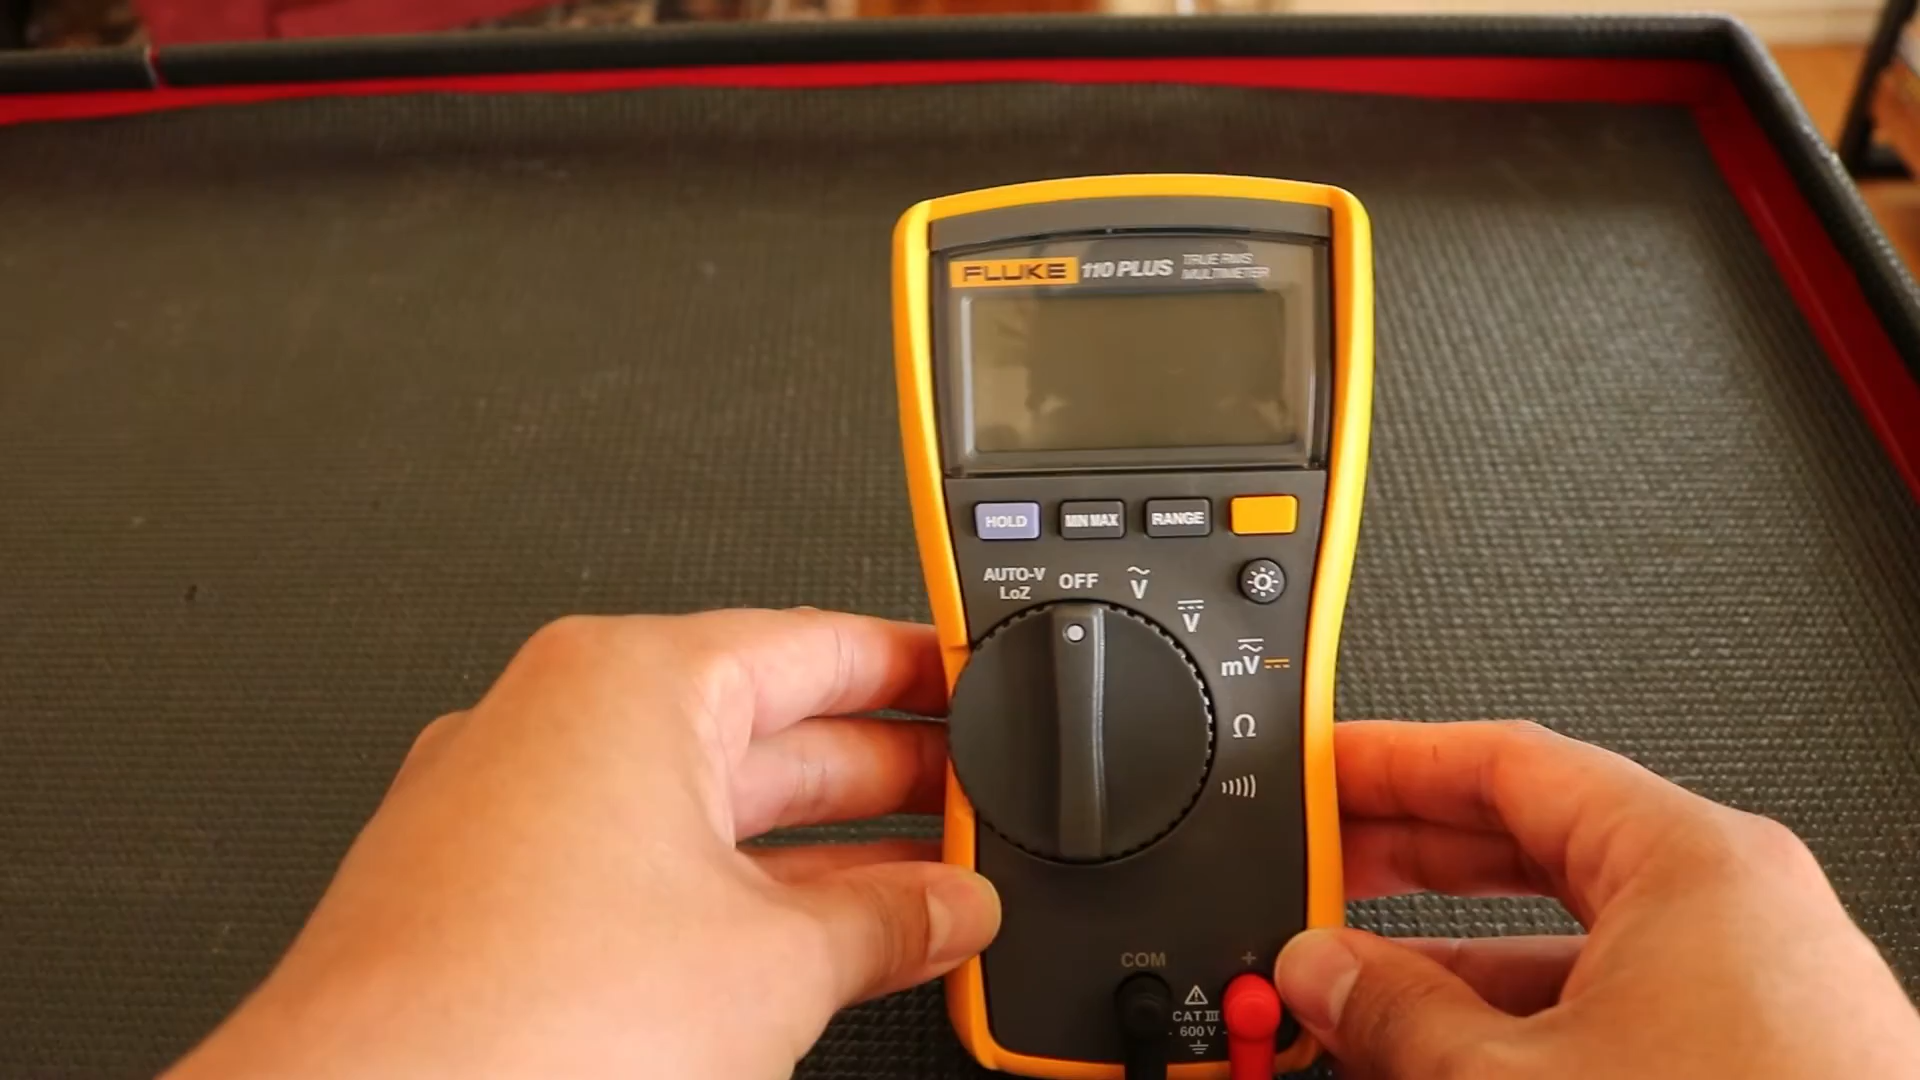 FLUKE 110 PLUS TRUE RMS
MULTIMETER
HOLD MIN MAX RANGE
AUTO-V
LoZ
OFF
V
V
mV
Ω
COM +
CAT III
600 V